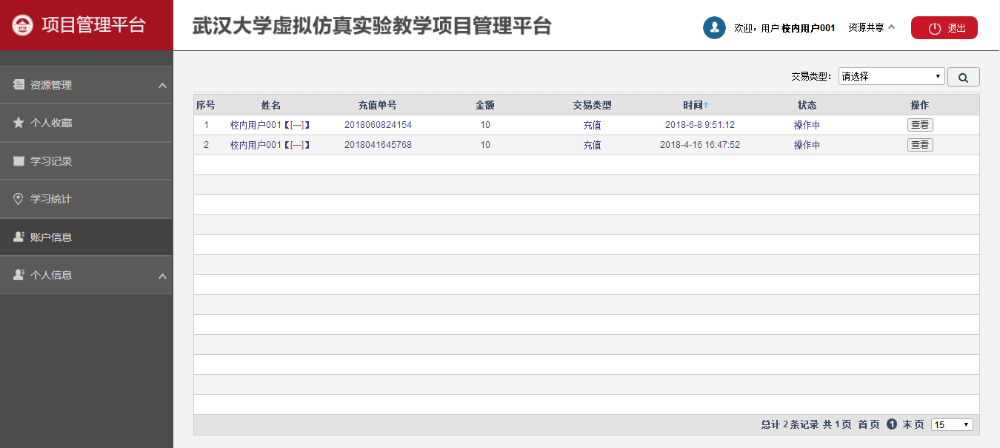 项目管理平台
武汉大学虚拟仿真实验教学项目管理平台
欢迎，用户 校内用户001 资源共享 退出
资源管理
个人收藏
学习记录
学习统计
账户信息
个人信息
交易类型： 请选择
序号 姓名 充值单号 金额 交易类型 时间↑ 状态 操作
1 校内用户001【[---]】 2018060824154 10 充值 2018-6-8 9:51:12 操作中 查看
2 校内用户001【[---]】 2018041645768 10 充值 2018-4-16 16:47:52 操作中 查看
总计 2 条记录 共 1 页 首 页 1 末 页 15